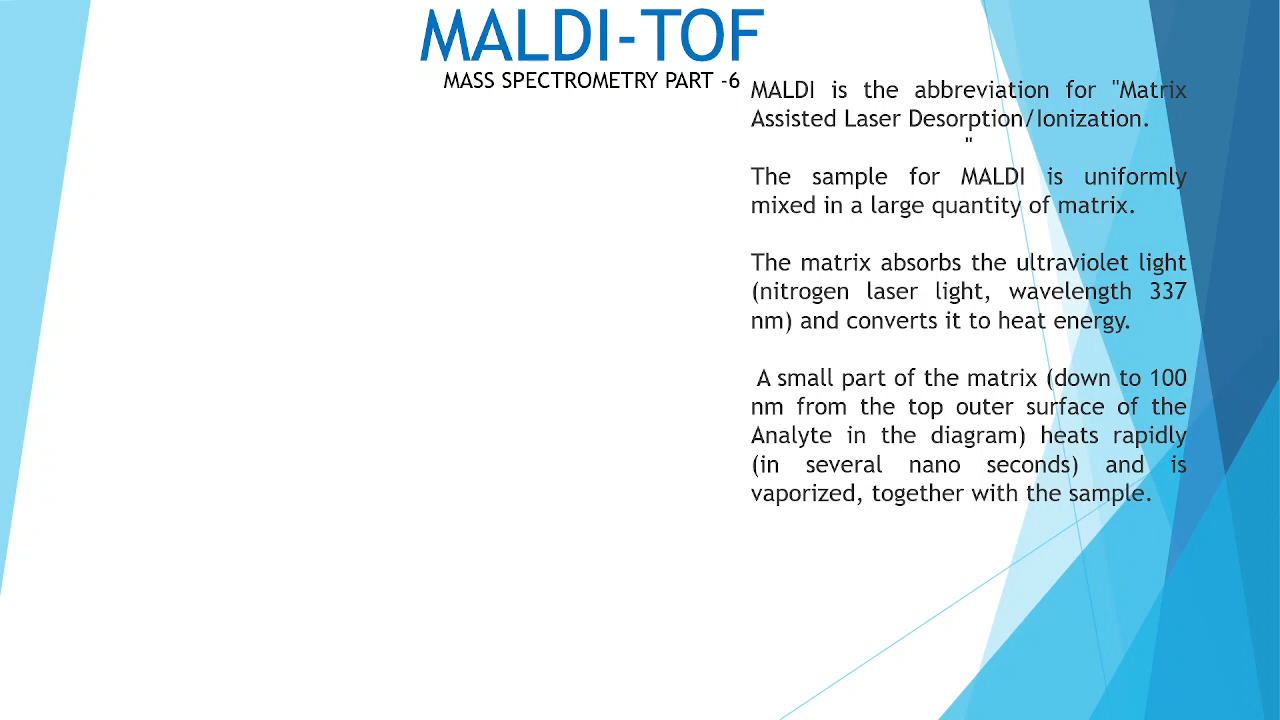 MALDI-TOF
MASS SPECTROMETRY PART -6
MALDI is the abbreviation for "Matrix
Assisted Laser Desorption/Ionization.
"
The sample for MALDI is uniformly
mixed in a large quantity of matrix.
The matrix absorbs the ultraviolet light
(nitrogen laser light, wavelength 337
nm) and converts it to heat energy.
A small part of the matrix (down to 100
nm from the top outer surface of the
Analyte in the diagram) heats rapidly
(in several nano seconds) and is
vaporized, together with the sample.